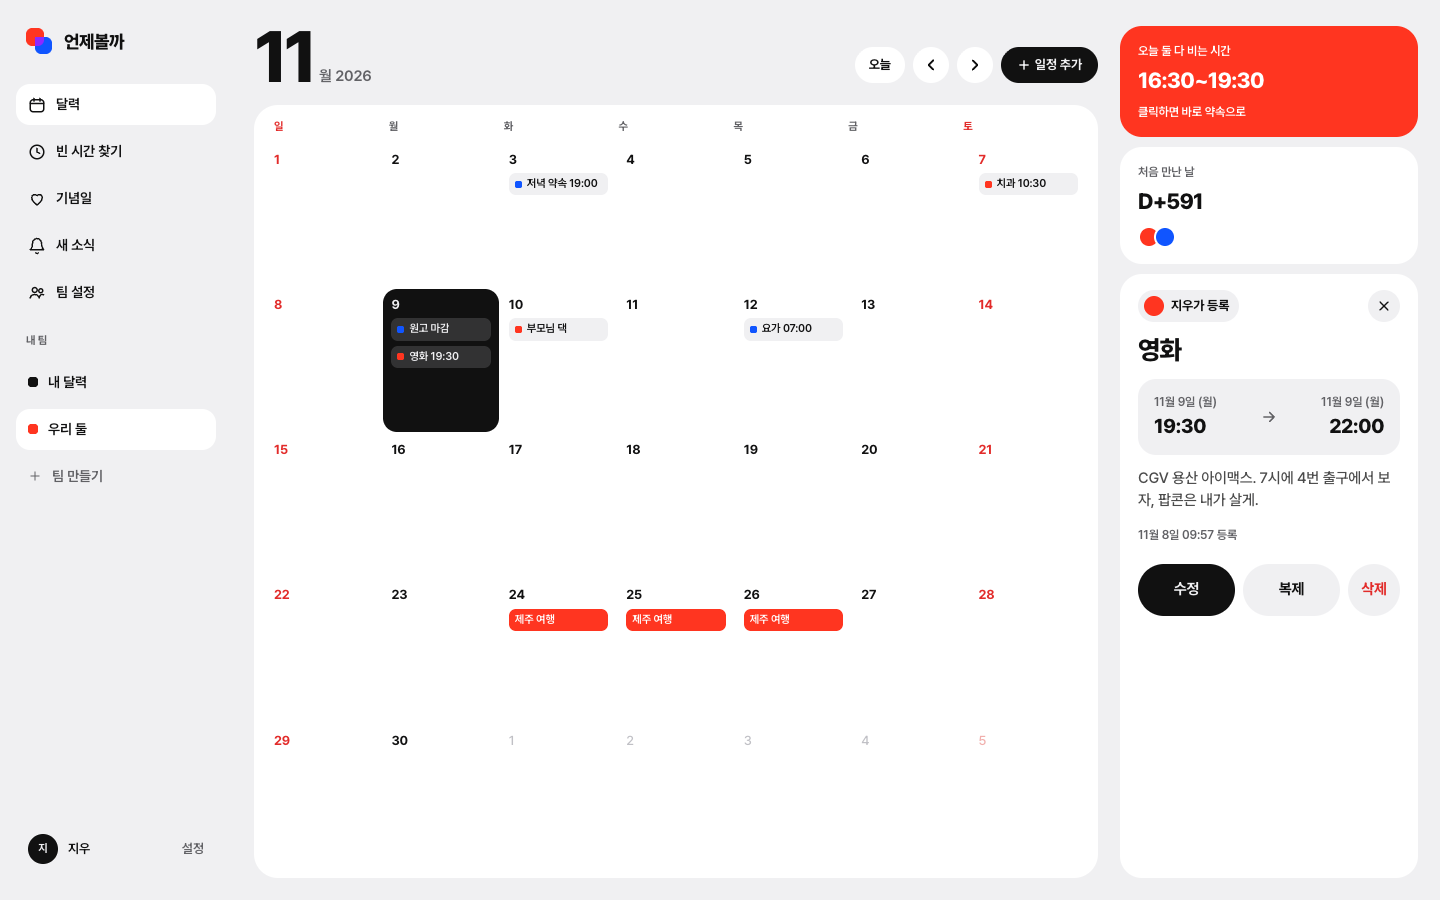 언제볼까
달력
빈 시간 찾기
기념일
새 소식
팀 설정
내 팀
내 달력
우리 둘
팀 만들기
지 지우 설정
11 월 2026
오늘
일정 추가
일 월 화 수 목 금 토
1 2 3 4 5 6 7
저녁 약속 19:00 치과 10:30
8 9 10 11 12 13 14
원고 마감 부모님 댁 요가 07:00
영화 19:30
15 16 17 18 19 20 21
22 23 24 25 26 27 28
제주 여행 제주 여행 제주 여행
29 30 1 2 3 4 5
오늘 둘 다 비는 시간
16:30~19:30
클릭하면 바로 약속으로
처음 만난 날
D+591
지우가 등록
영화
11월 9일 (월) 11월 9일 (월)
19:30 → 22:00
CGV 용산 아이맥스. 7시에 4번 출구에서 보
자, 팝콘은 내가 살게.
11월 8일 09:57 등록
수정 복제 삭제